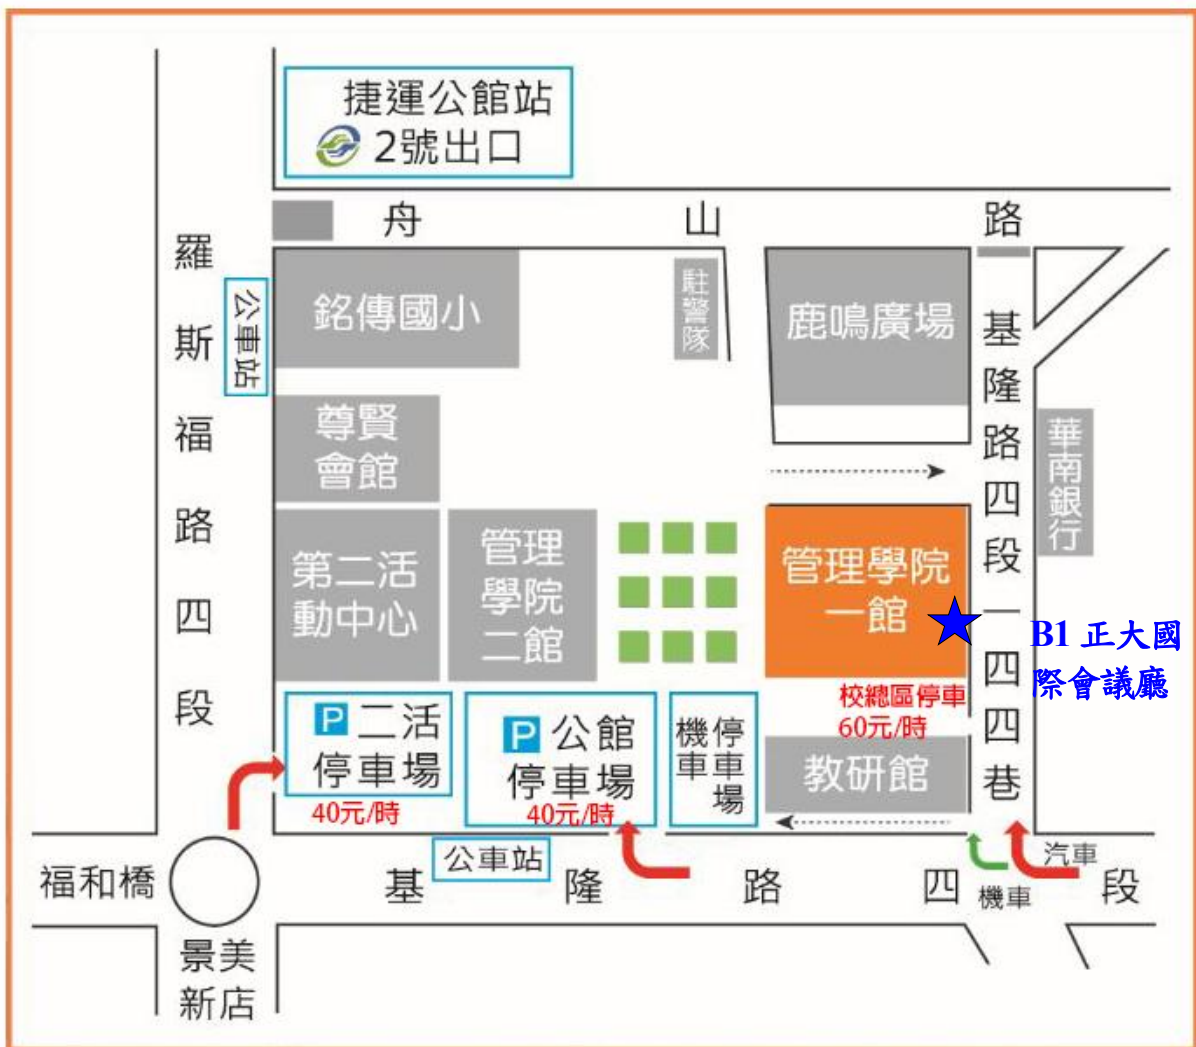 捷運公館站
2號出口
舟山路
羅斯福路四段
公車站
銘傳國小
駐警隊
鹿鳴廣場
基隆路四段一四四巷
尊賢
會館
華南銀行
第二活
動中心
管理
學院
二館
管理學院
一館
B1 正大國
際會議廳
P 二活
停車場
40元/時
P 公館
停車場
40元/時
機車
停車場
校總區停車
60元/時
教研館
公車站
福和橋
基隆路四段
機車
汽車
景美
新店